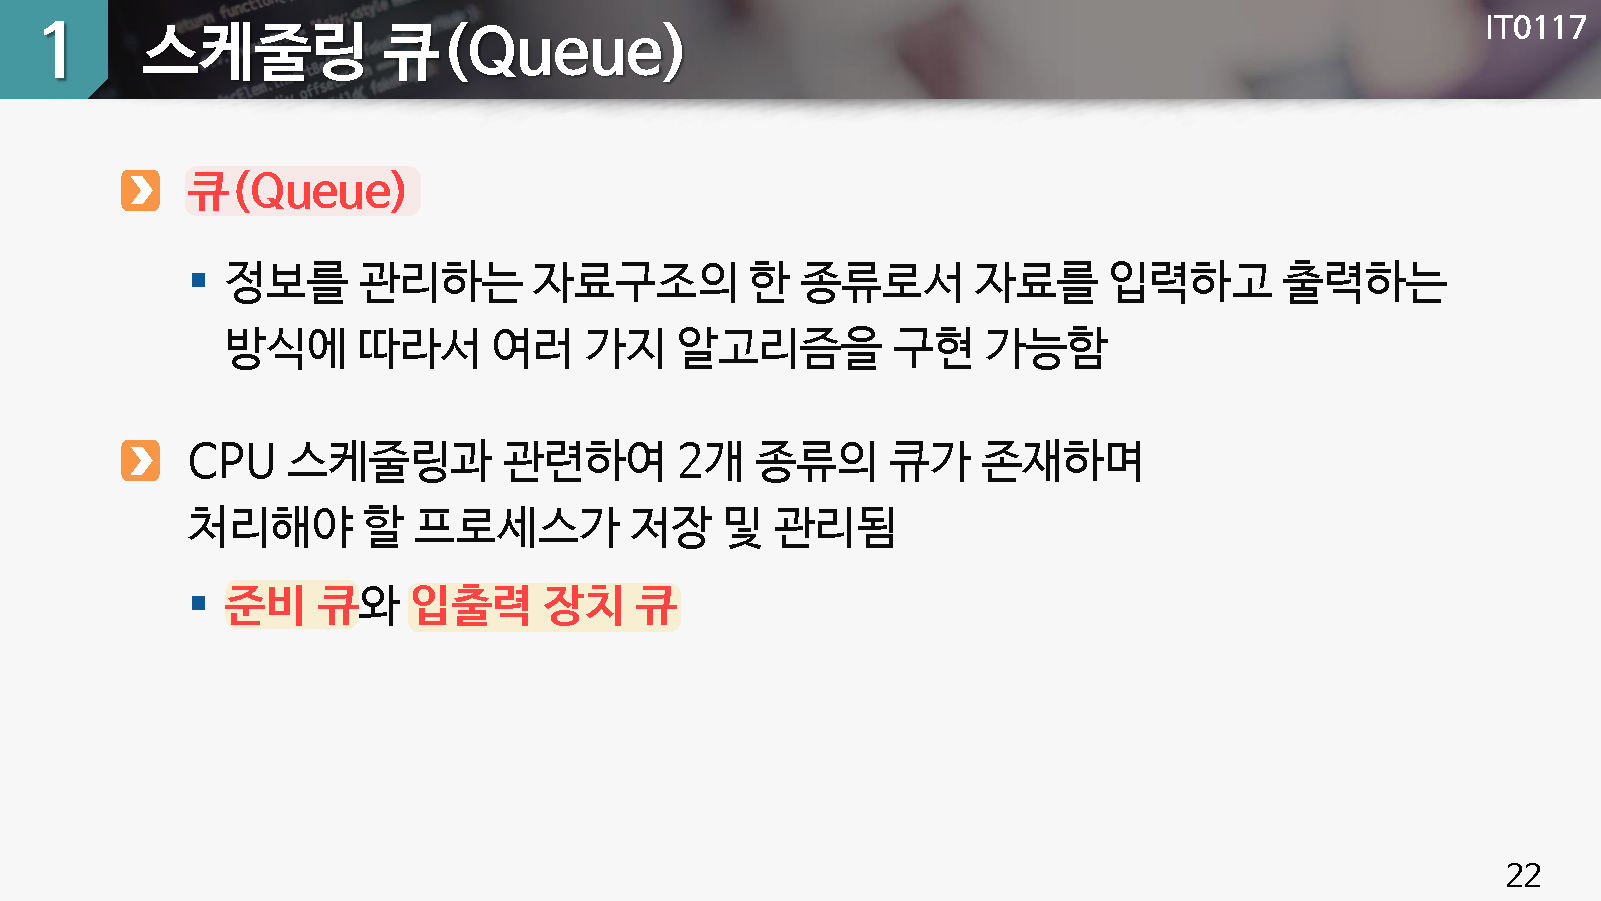 1 스케줄링 큐(Queue)
IT0117
큐(Queue)
▪ 정보를 관리하는 자료구조의 한 종류로서 자료를 입력하고 출력하는
방식에 따라서 여러 가지 알고리즘을 구현 가능함
CPU 스케줄링과 관련하여 2개 종류의 큐가 존재하며
처리해야 할 프로세스가 저장 및 관리됨
▪ 준비 큐와 입출력 장치 큐
22